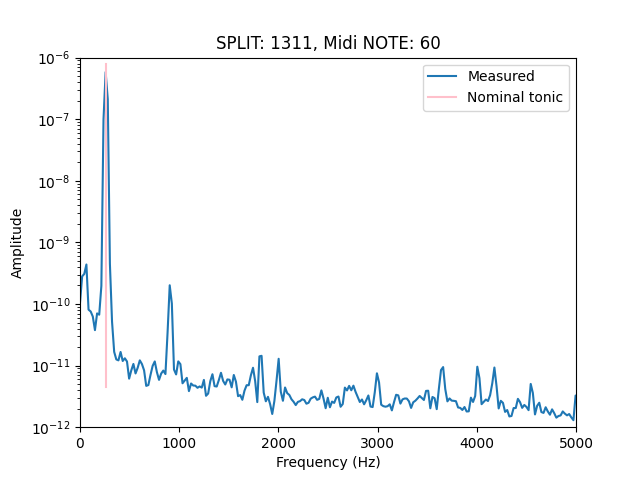 SPLIT: 1311, Midi NOTE: 60
Measured
Nominal tonic
Amplitude
10⁻⁶
10⁻⁷
10⁻⁸
10⁻⁹
10⁻¹⁰
10⁻¹¹
10⁻¹²
0 1000 2000 3000 4000 5000
Frequency (Hz)